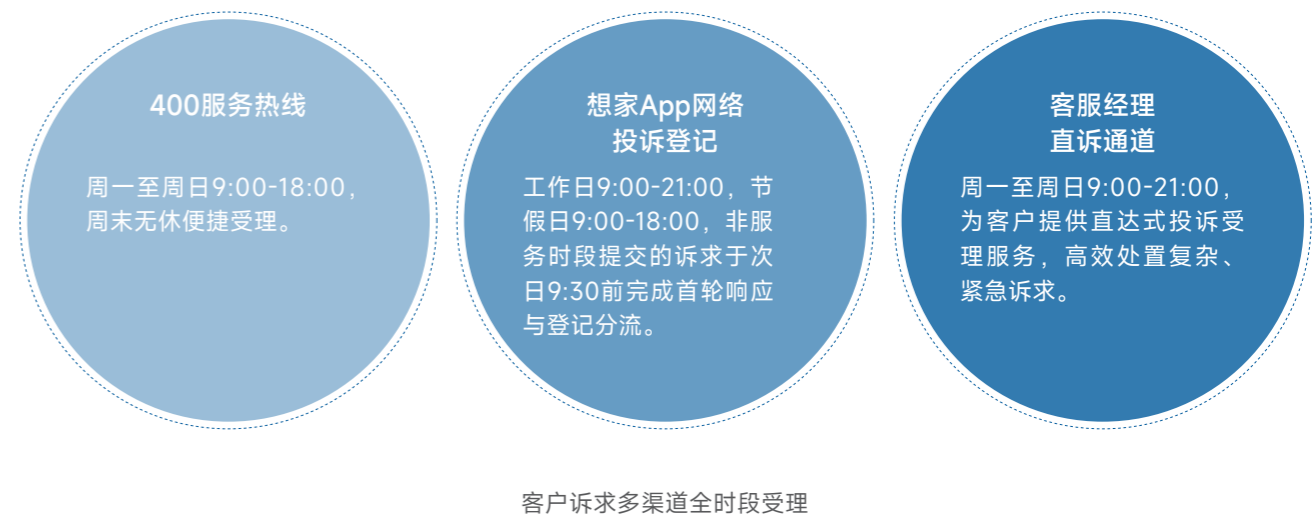 400服务热线
周一至周日9:00-18:00，
周末无休便捷受理。
想家App网络
投诉登记
工作日9:00-21:00，节
假日9:00-18:00，非服
务时段提交的诉求于次
日9:30前完成首轮响应
与登记分流。
客服经理
直诉通道
周一至周日9:00-21:00，
为客户提供直达式投诉受
理服务，高效处置复杂、
紧急诉求。
客户诉求多渠道全时段受理